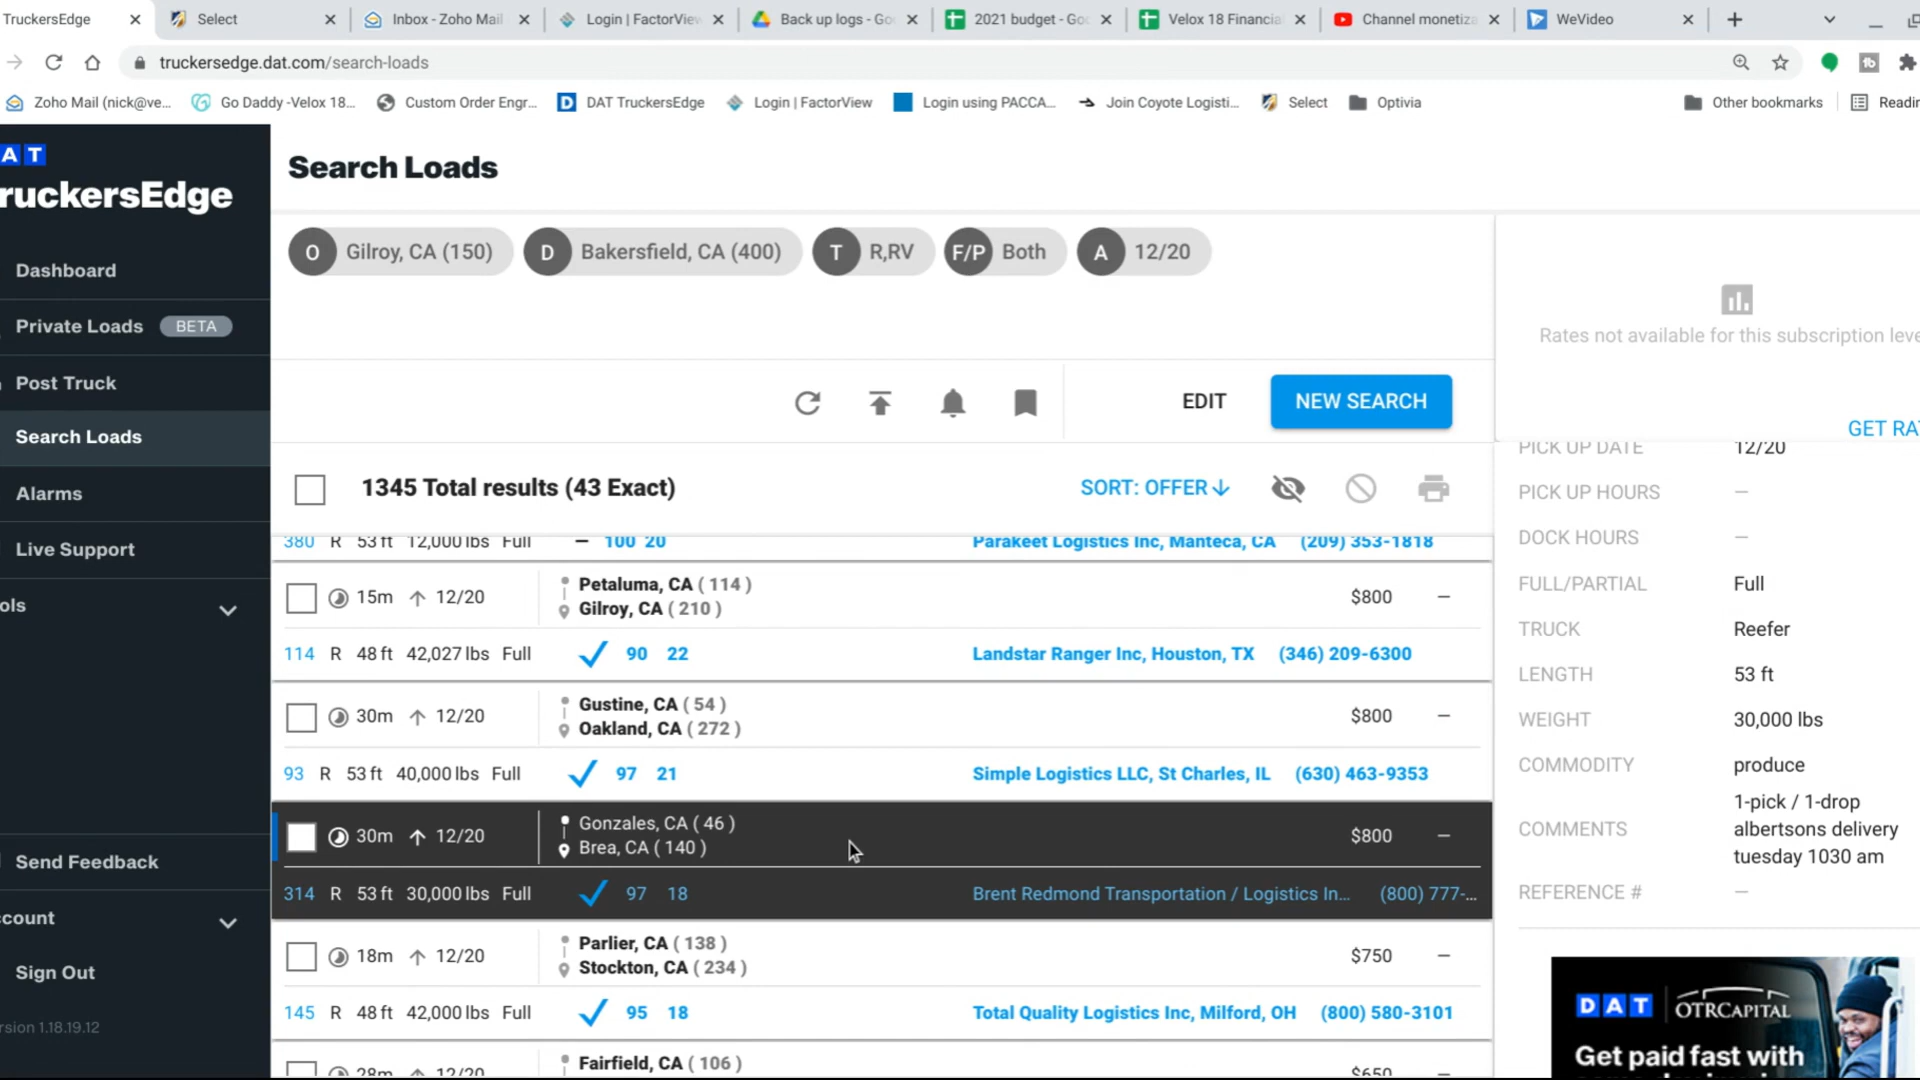 TruckersEdge
Select
Inbox - Zoho Mail
Login | FactorView
Back up logs - Go
2021 budget - Goo
Velox 18 Financia
Channel monetiza
WeVideo
truckersedge.dat.com/search-loads
Zoho Mail (nick@ve...
Go Daddy -Velox 18...
Custom Order Engr...
DAT TruckersEdge
Login | FactorView
Login using PACCA...
Join Coyote Logisti...
Select
Optivia
Other bookmarks
Readin
A T
ruckersEdge
Dashboard
Private Loads BETA
Post Truck
Search Loads
Alarms
Live Support
ols
Send Feedback
ccount
Sign Out
rsion 1.18.19.12
Search Loads
O Gilroy, CA (150)
D Bakersfield, CA (400)
T R,RV
F/P Both
A 12/20
EDIT
NEW SEARCH
1345 Total results (43 Exact)
SORT: OFFER
380 R 53 ft 12,000 lbs Full – 100 20 Parakeet Logistics Inc, Manteca, CA (209) 353-1818
15m 12/20 Petaluma, CA ( 114 ) $800 –
Gilroy, CA ( 210 )
114 R 48 ft 42,027 lbs Full 90 22 Landstar Ranger Inc, Houston, TX (346) 209-6300
30m 12/20 Gustine, CA ( 54 ) $800 –
Oakland, CA ( 272 )
93 R 53 ft 40,000 lbs Full 97 21 Simple Logistics LLC, St Charles, IL (630) 463-9353
30m 12/20 Gonzales, CA ( 46 ) $800 –
Brea, CA ( 140 )
314 R 53 ft 30,000 lbs Full 97 18 Brent Redmond Transportation / Logistics In... (800) 777-...
18m 12/20 Parlier, CA ( 138 ) $750 –
Stockton, CA ( 234 )
145 R 48 ft 42,000 lbs Full 95 18 Total Quality Logistics Inc, Milford, OH (800) 580-3101
28m 12/20 Fairfield, CA ( 106 ) $650 –
Rates not available for this subscription leve
GET RA
PICK UP DATE 12/20
PICK UP HOURS –
DOCK HOURS –
FULL/PARTIAL Full
TRUCK Reefer
LENGTH 53 ft
WEIGHT 30,000 lbs
COMMODITY produce
COMMENTS 1-pick / 1-drop
albertsons delivery
tuesday 1030 am
REFERENCE # –
DAT | OTRCAPITAL
Get paid fast with